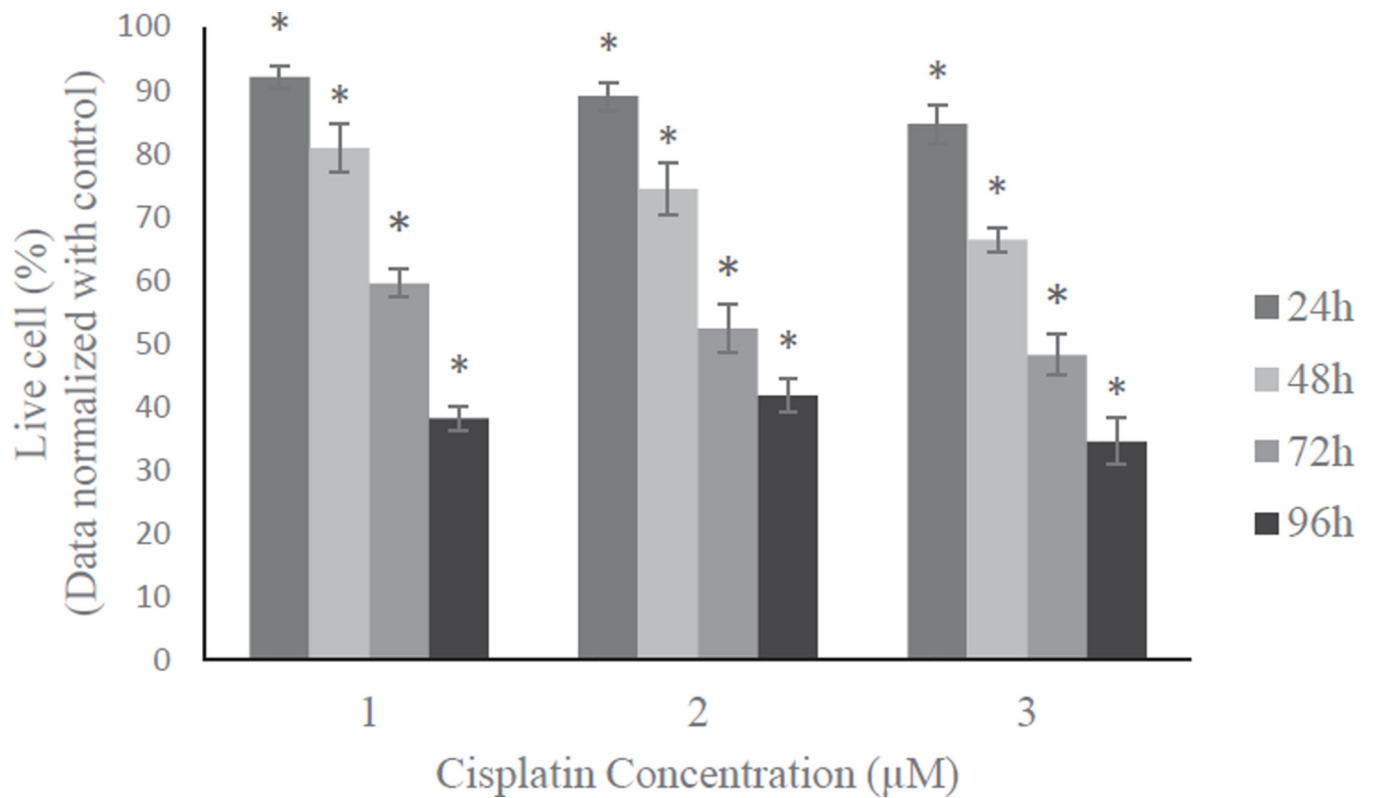 100
90
80
70
60
50
40
30
20
10
0
Live cell (%)
(Data normalized with control)
* * * *
* * * *
* * * *
1 2 3
Cisplatin Concentration (µM)
24h
48h
72h
96h